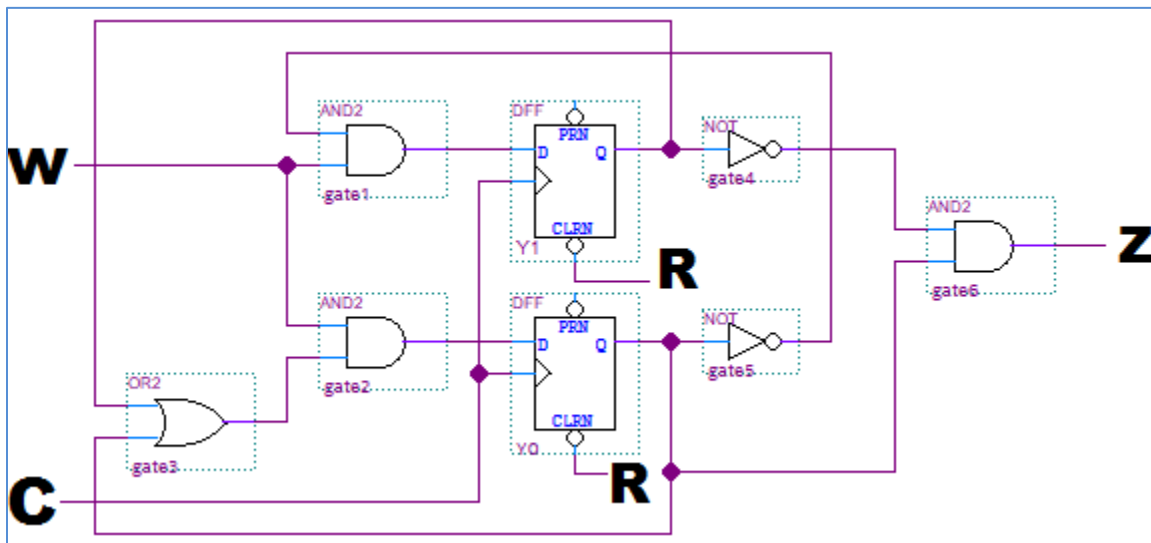 AND2
DFF
PRN
D
Q
NOT
W
gate1
gate4
CLRN
Y1
R
AND2
Z
gate6
AND2
DFF
PRN
D
Q
NOT
gate2
gate5
OR2
CLRN
Y0
gate3
R
C